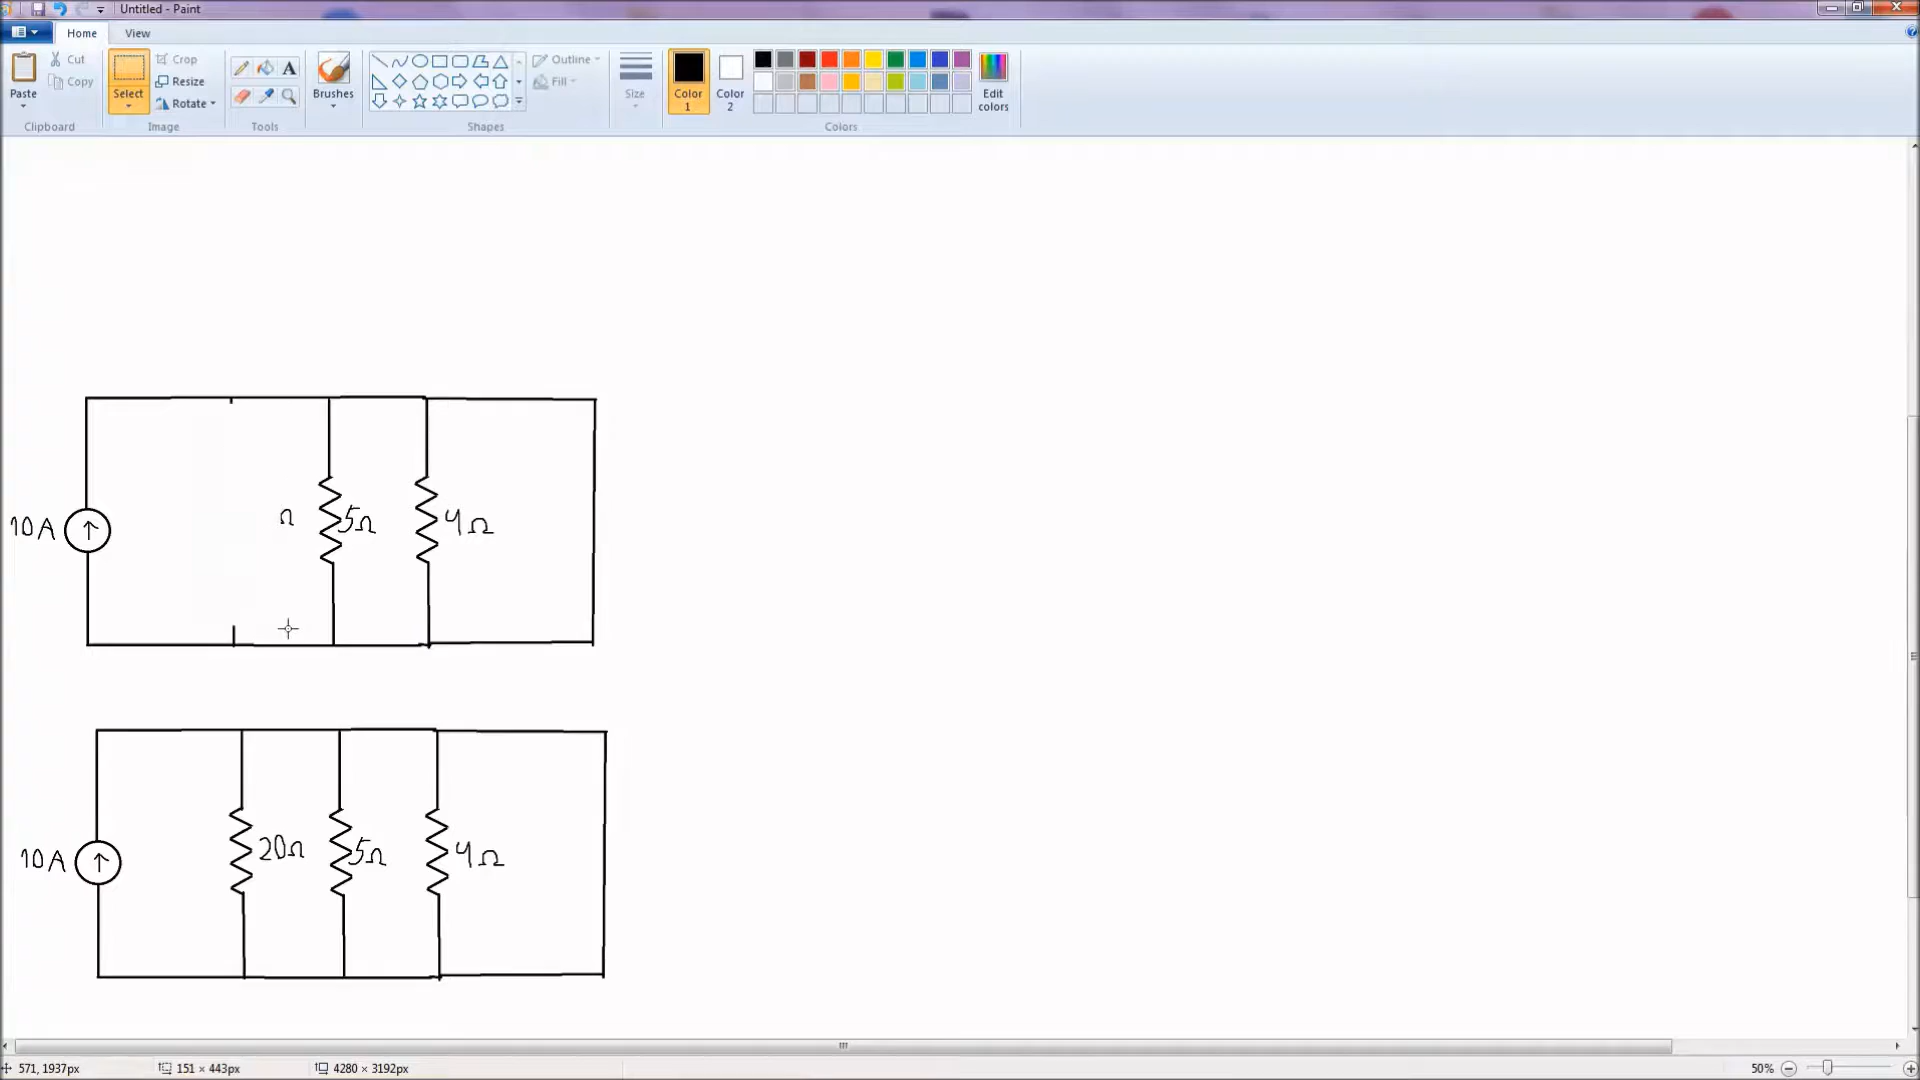 Untitled - Paint
Home View
Paste
Cut
Copy
Clipboard
Select
Crop
Resize
Rotate
Image
A
Tools
Brushes
Outline
Fill
Shapes
Size
Color 1
Color 2
Edit colors
Colors
10A
Ω
5Ω
4Ω
10A
20Ω
5Ω
4Ω
571, 1937px
151 × 443px
4280 × 3192px
50%